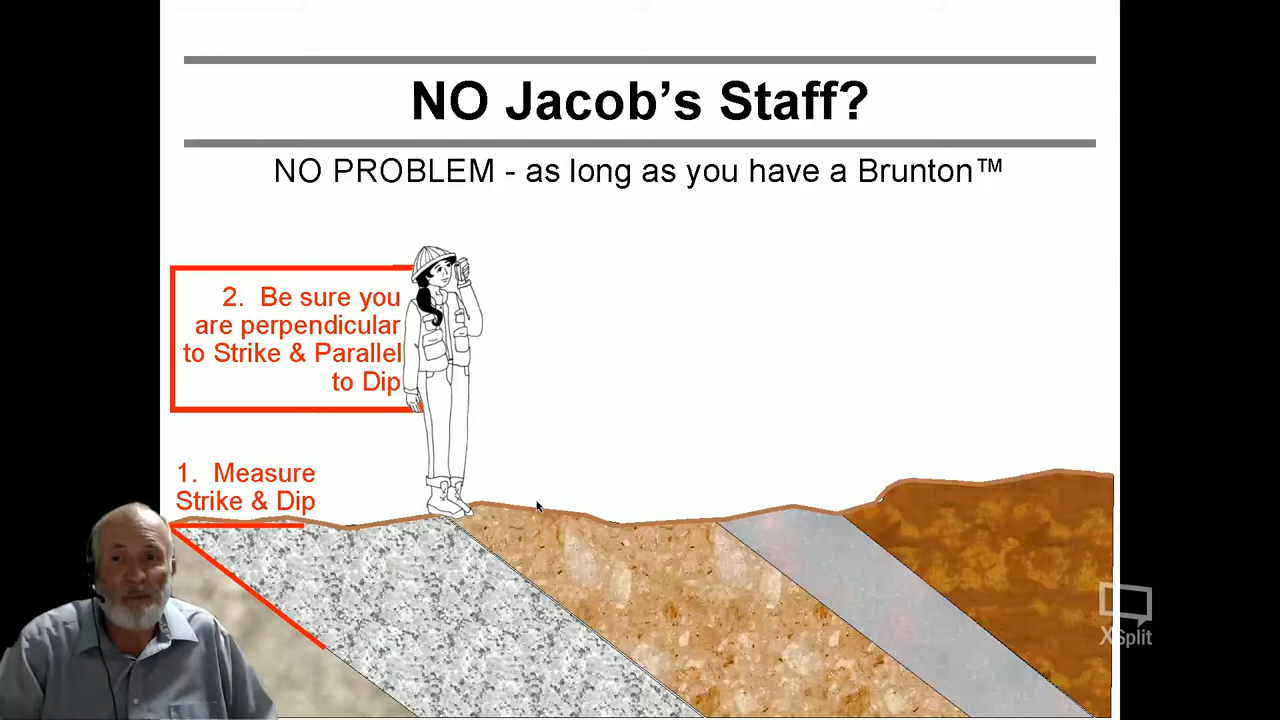 NO Jacob’s Staff?
NO PROBLEM - as long as you have a Brunton™
2. Be sure you
are perpendicular
to Strike & Parallel
to Dip
1. Measure
Strike & Dip
XSplit